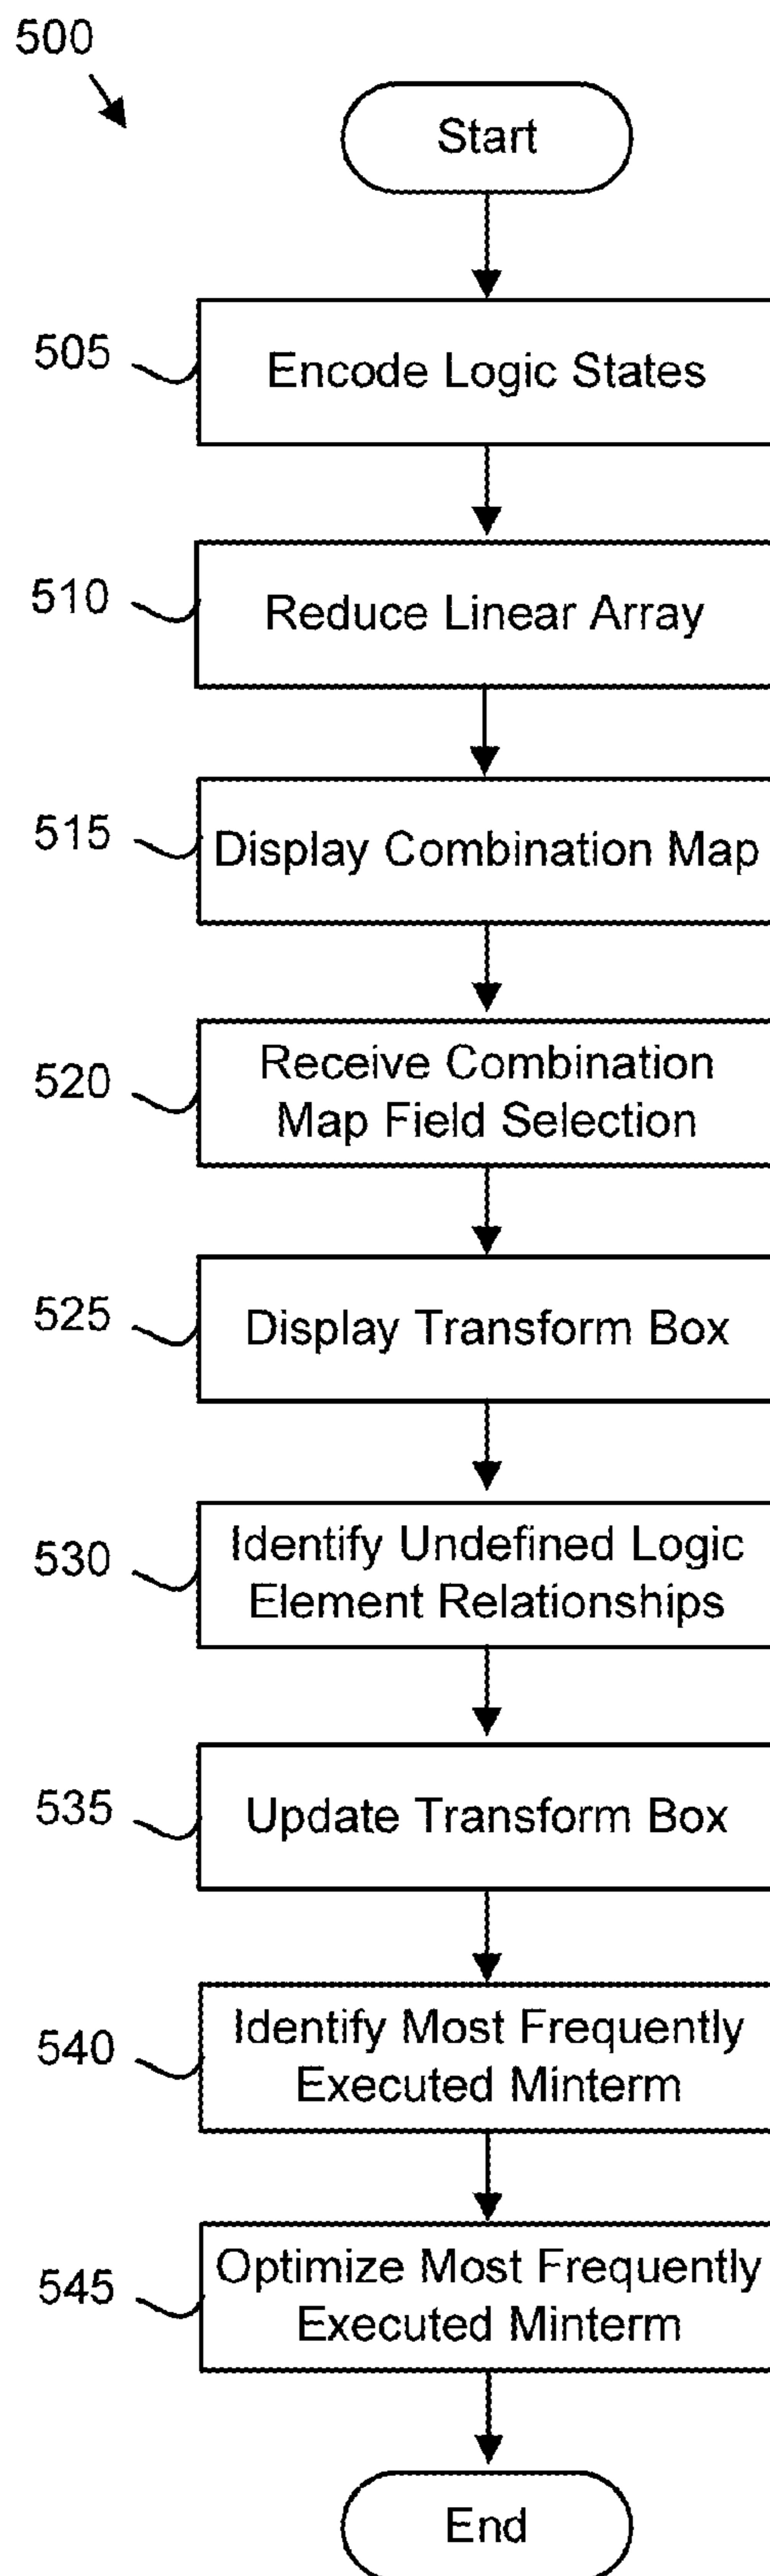 500
Start
505
Encode Logic States
510
Reduce Linear Array
515
Display Combination Map
520
Receive Combination
Map Field Selection
525
Display Transform Box
530
Identify Undefined Logic
Element Relationships
535
Update Transform Box
540
Identify Most Frequently
Executed Minterm
545
Optimize Most Frequently
Executed Minterm
End